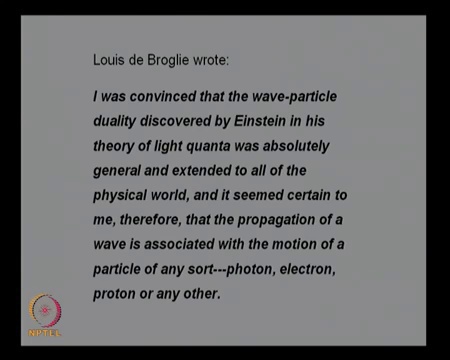 Louis de Broglie wrote:
I was convinced that the wave-particle
duality discovered by Einstein in his
theory of light quanta was absolutely
general and extended to all of the
physical world, and it seemed certain to
me, therefore, that the propagation of a
wave is associated with the motion of a
particle of any sort---photon, electron,
proton or any other.
NPTEL